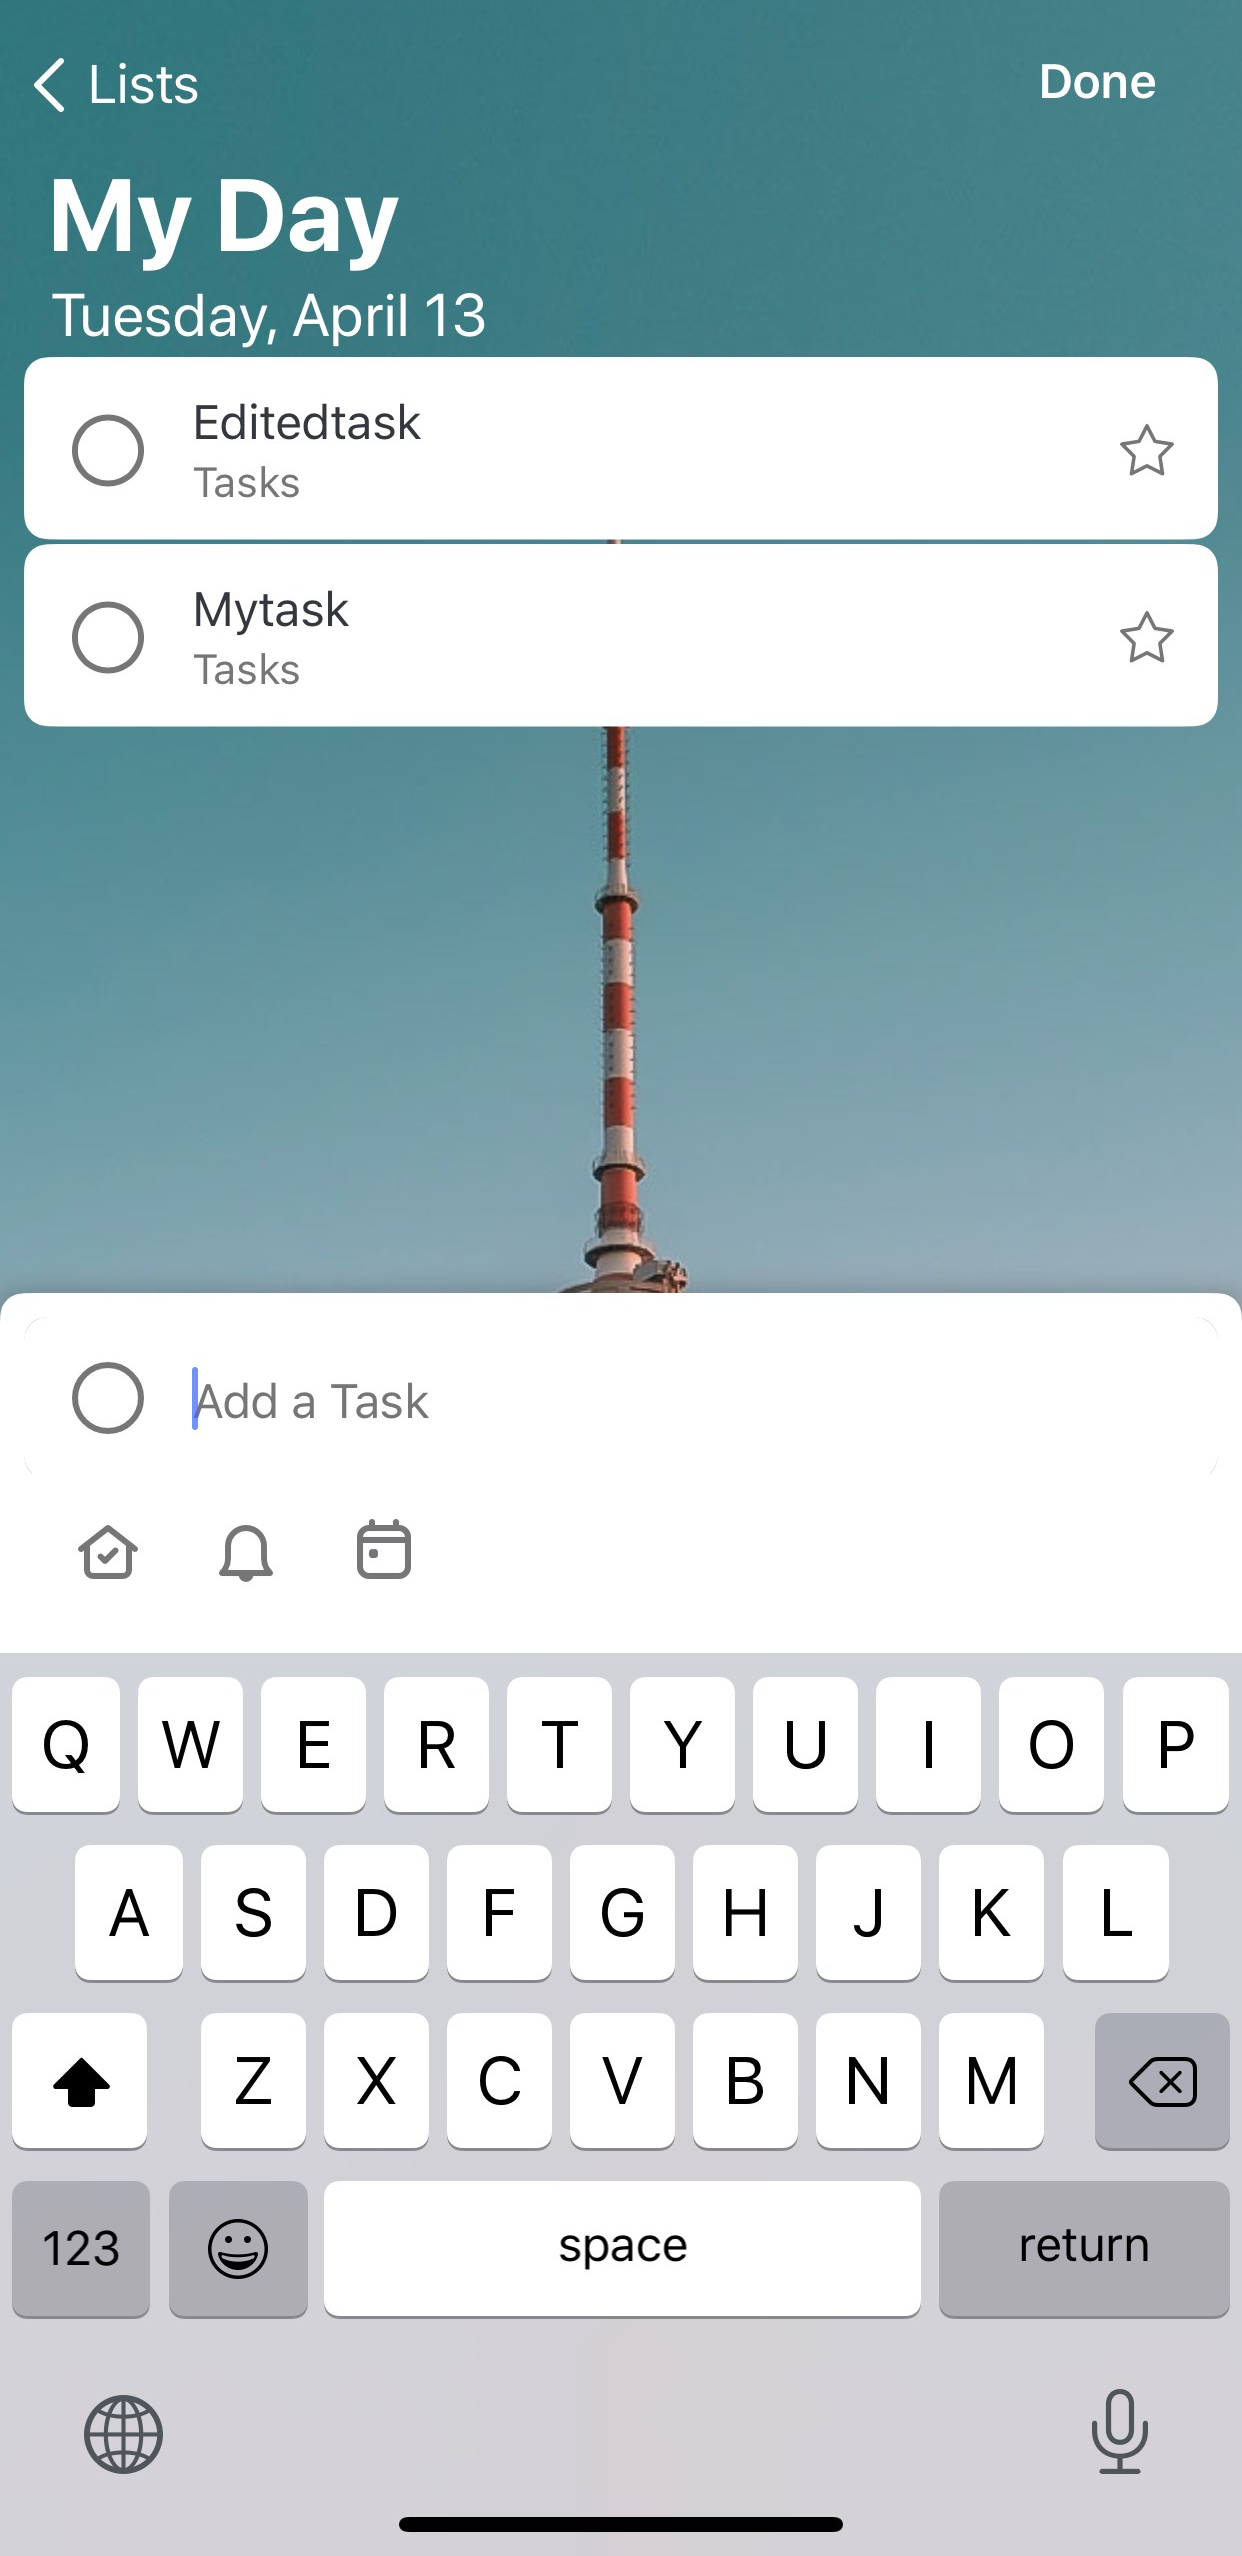 Lists
Done
My Day
Tuesday, April 13
Editedtask
Tasks
Mytask
Tasks
Add a Task
Q W E R T Y U I O P
A S D F G H J K L
Z X C V B N M
123 space return